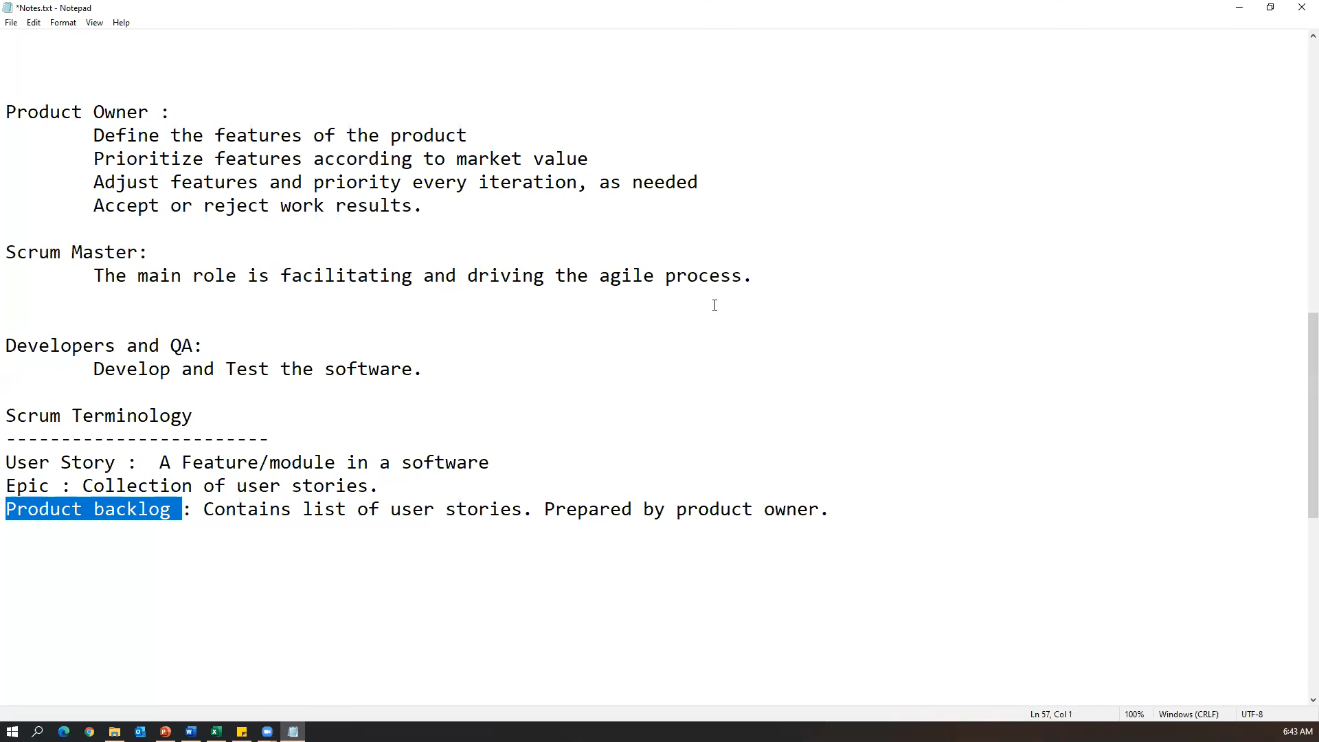 *Notes.txt - Notepad
File Edit Format View Help
Product Owner :
Define the features of the product
Prioritize features according to market value
Adjust features and priority every iteration, as needed
Accept or reject work results.
Scrum Master:
The main role is facilitating and driving the agile process.
Developers and QA:
Develop and Test the software.
Scrum Terminology
------------------------
User Story :  A Feature/module in a software
Epic : Collection of user stories.
Product backlog : Contains list of user stories. Prepared by product owner.
Ln 57, Col 1 100% Windows (CRLF) UTF-8
6:43 AM